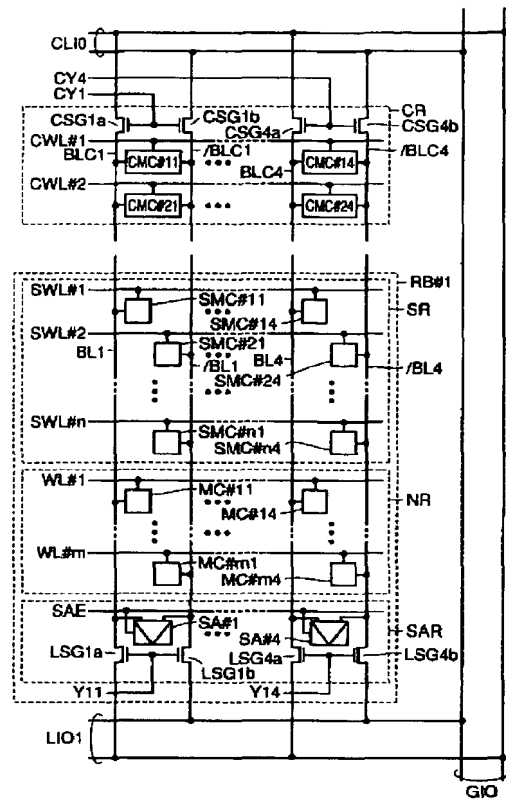 CLI0
CY4
CY1
CR
CSG1a
CSG1b
CSG4a
CSG4b
CWL#1
BLC1
CMC#11
/BLC1
BLC4
CMC#14
/BLC4
CWL#2
CMC#21
CMC#24
RB#1
SWL#1
SMC#11
SMC#14
SR
SWL#2
BL1
SMC#21
/BL1
BL4
SMC#24
/BL4
SWL#n
SMC#n1
SMC#n4
WL#1
MC#11
MC#14
NR
WL#m
MC#m1
MC#m4
SAE
SA#1
SA#4
SAR
LSG1a
LSG1b
LSG4a
LSG4b
Y11
Y14
LIO1
GIO